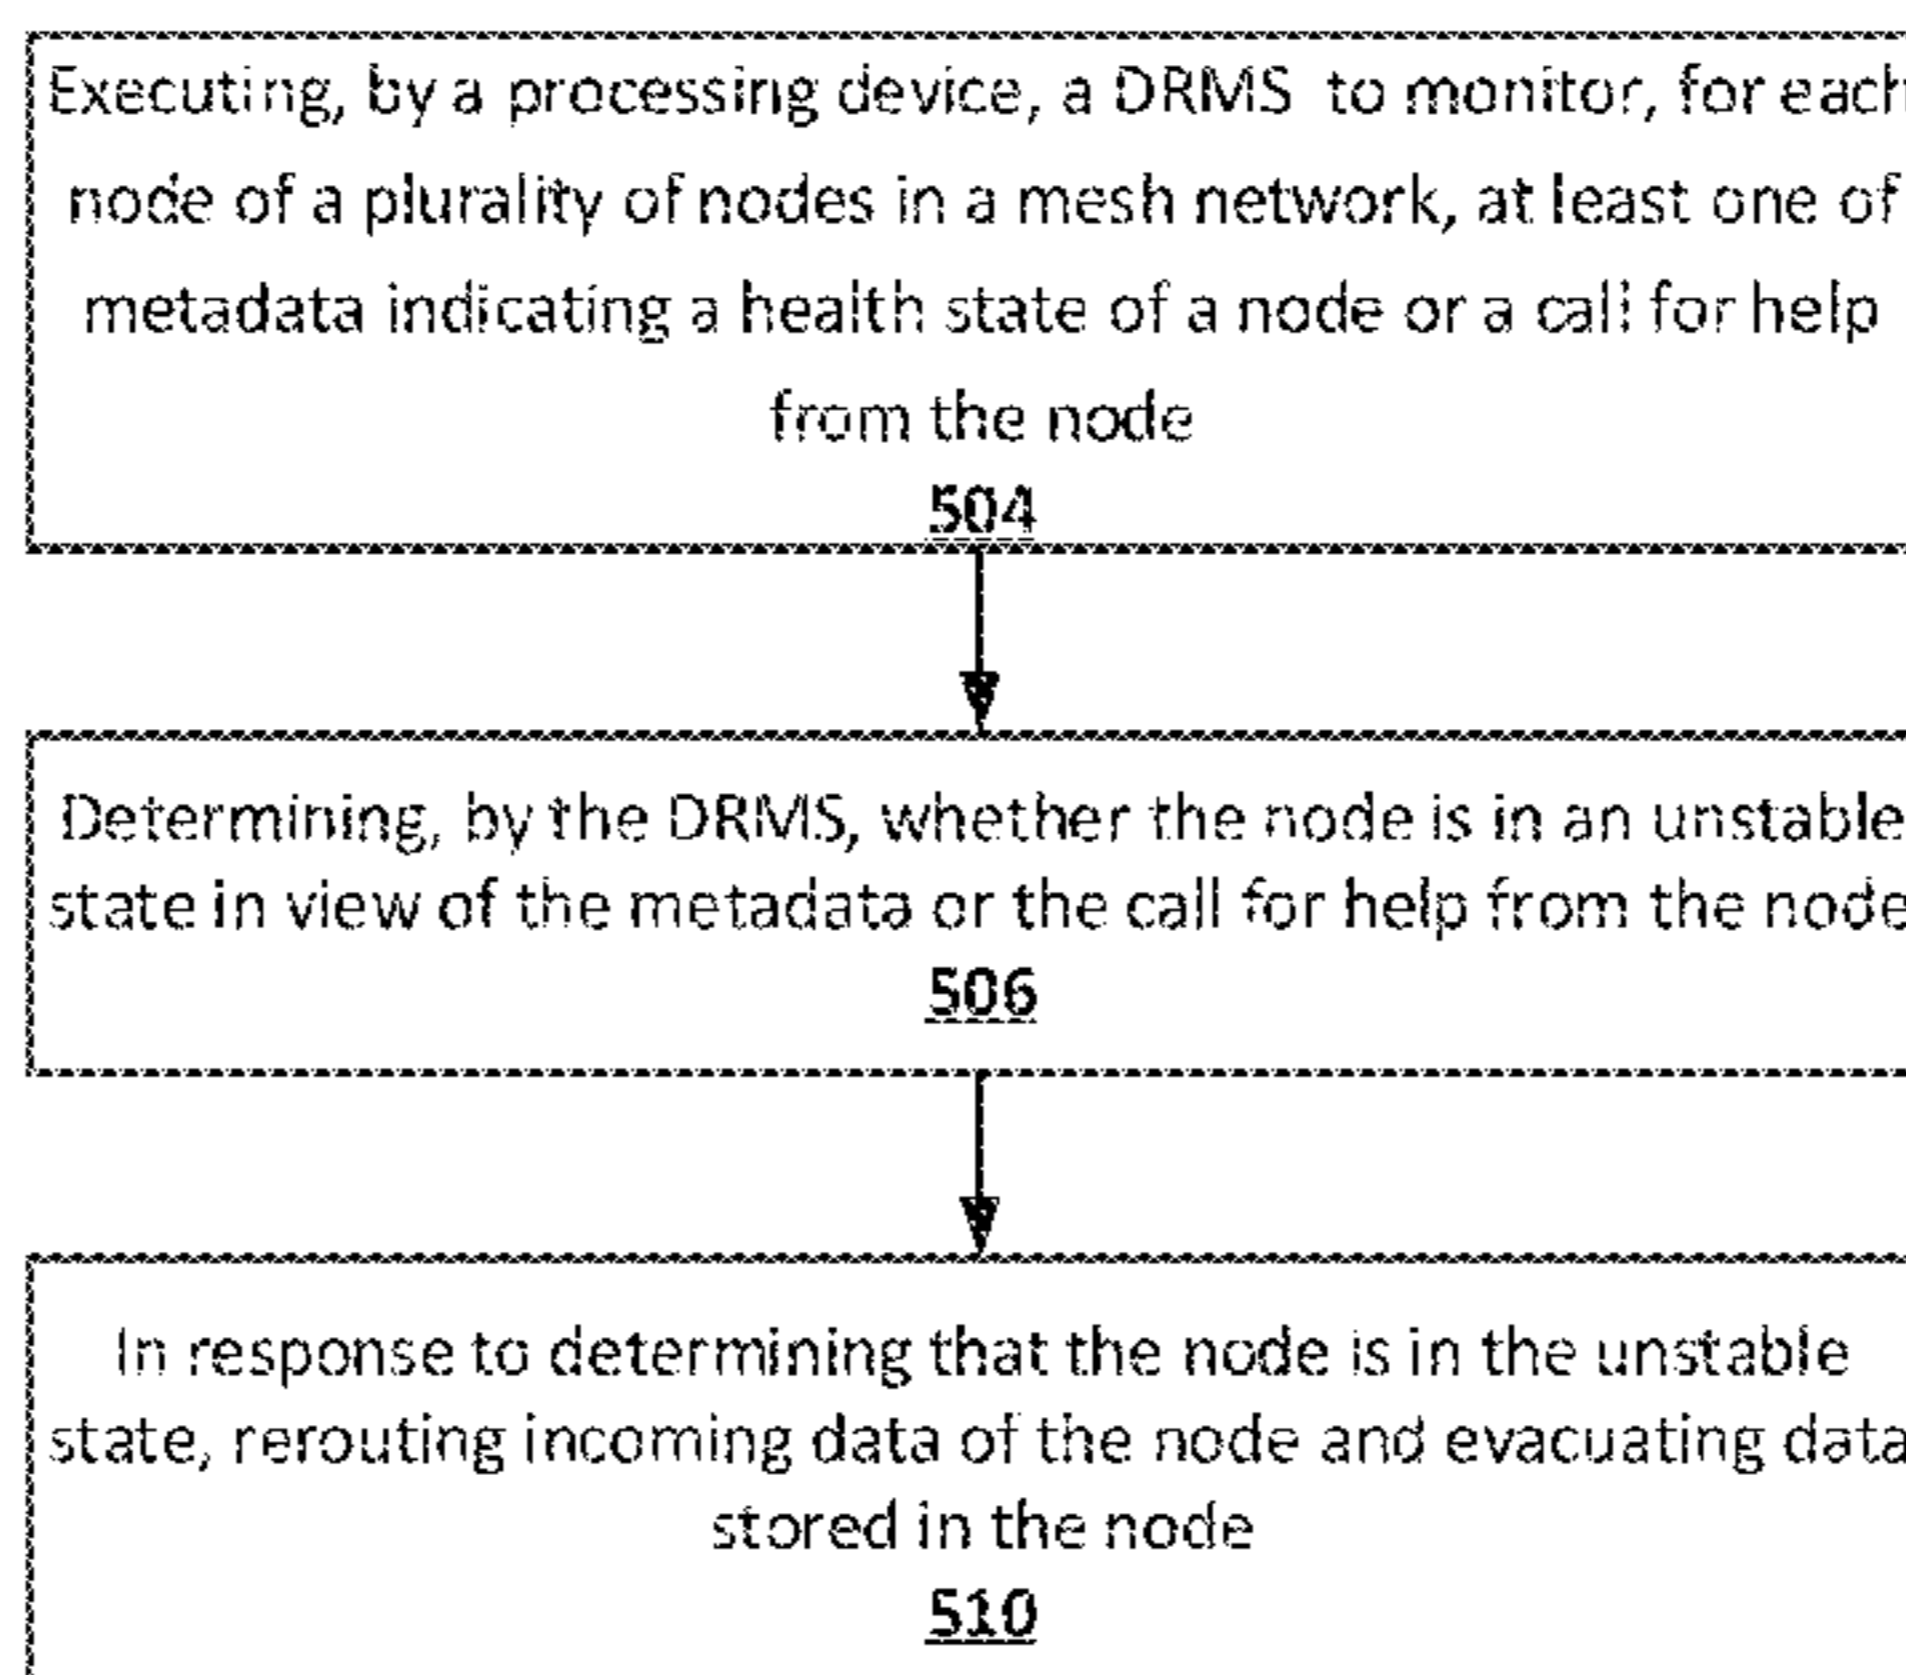 Executing, by a processing device, a DRMS to monitor, for each
node of a plurality of nodes in a mesh network, at least one of
metadata indicating a health state of a node or a call for help
from the node
504
Determining, by the DRMS, whether the node is in an unstable
state in view of the metadata or the call for help from the node
506
In response to determining that the node is in the unstable
state, rerouting incoming data of the node and evacuating data
stored in the node
510